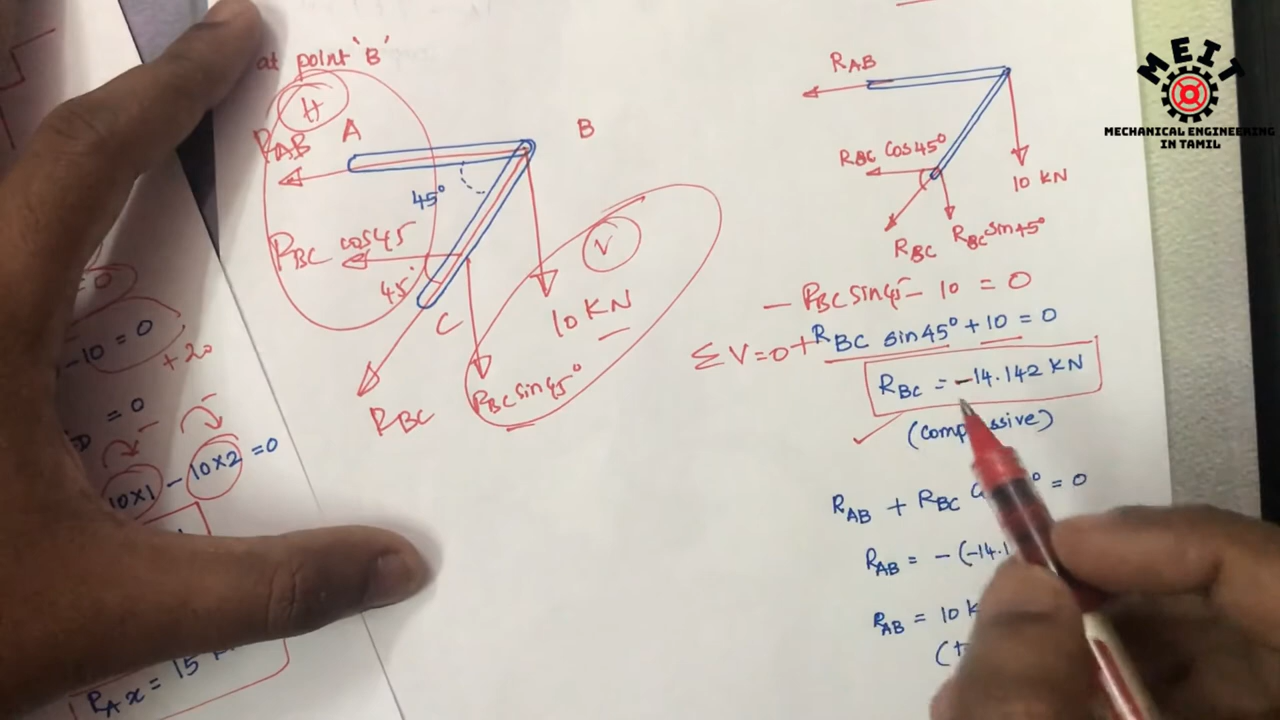 at point 'B'
H
RAB
A
B
45°
RBC cos45
45°
C
V
10 KN
RBC
RBC sin45°
RAB
RBC cos45°
10 KN
RBC
RBC sin45°
- RBC sin45 - 10 = 0
ΣV=0 + RBC sin45° + 10 = 0
RBC = -14.142 KN
RAB + RBC
° = 0
RAB = - (-14.1
RAB = 10 K
= 0
-10 = 0
+20
= 0
10×1 - 10×2 = 0
RAx = 15
MEIT
MECHANICAL ENGINEERING
IN TAMIL